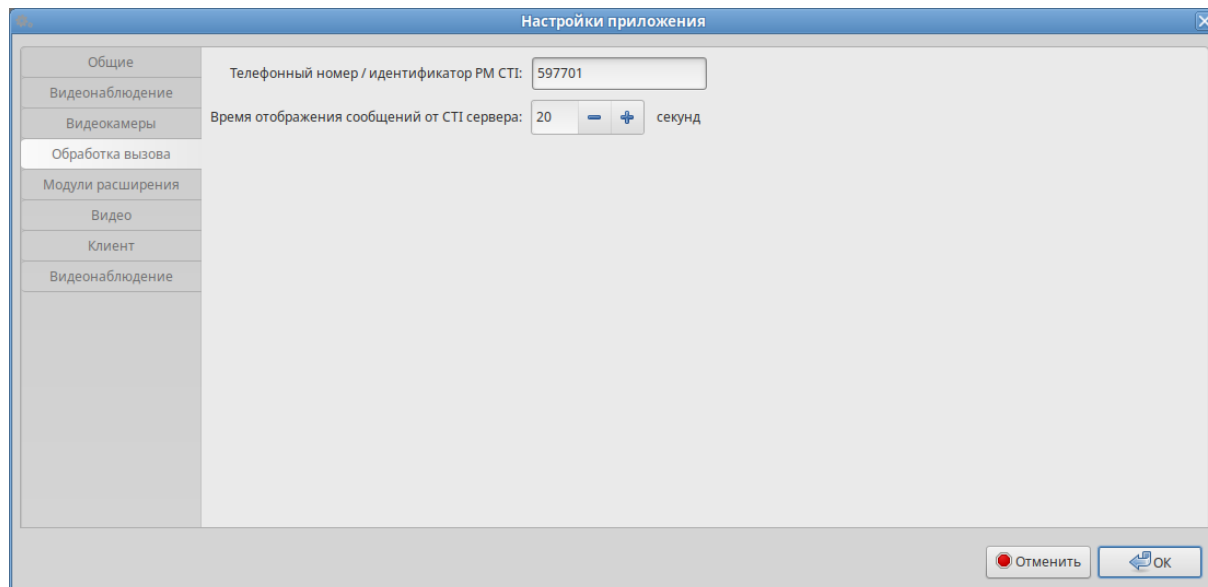 Настройки приложения
Общие
Видеонаблюдение
Видеокамеры
Обработка вызова
Модули расширения
Видео
Клиент
Видеонаблюдение
Телефонный номер / идентификатор РМ CTI: 597701
Время отображения сообщений от CTI сервера: 20 секунд
Отменить
ОК